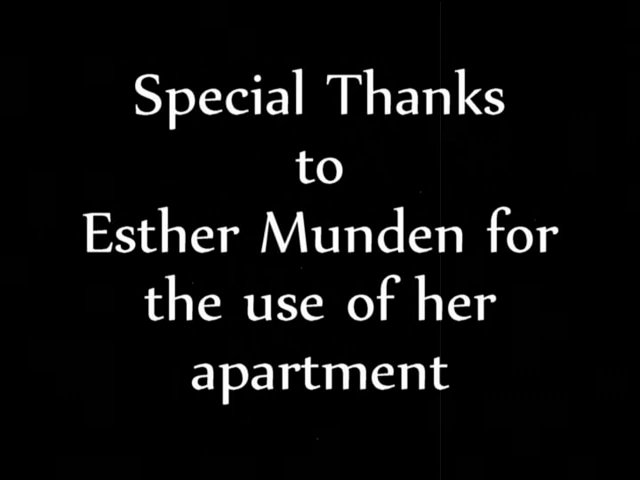 Special Thanks
to
Esther Munden for
the use of her
apartment